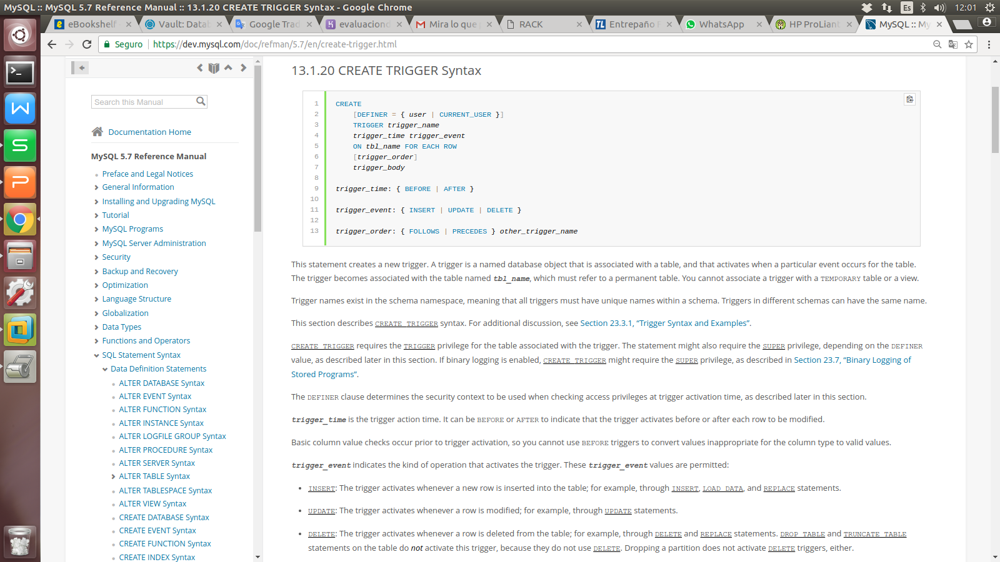 MySQL :: MySQL 5.7 Reference Manual :: 13.1.20 CREATE TRIGGER Syntax - Google Chrome
Es
12:01
eBookshelf
Vault: Datab
Google Trad
evaluaciond
Mira lo que
RACK
TL Entrepaño F
WhatsApp
HP ProLiant
MySQL :: My
Seguro
https://dev.mysql.com/doc/refman/5.7/en/create-trigger.html
Search this Manual
Documentation Home
MySQL 5.7 Reference Manual
Preface and Legal Notices
General Information
Installing and Upgrading MySQL
Tutorial
MySQL Programs
MySQL Server Administration
Security
Backup and Recovery
Optimization
Language Structure
Globalization
Data Types
Functions and Operators
SQL Statement Syntax
Data Definition Statements
ALTER DATABASE Syntax
ALTER EVENT Syntax
ALTER FUNCTION Syntax
ALTER INSTANCE Syntax
ALTER LOGFILE GROUP Syntax
ALTER PROCEDURE Syntax
ALTER SERVER Syntax
ALTER TABLE Syntax
ALTER TABLESPACE Syntax
ALTER VIEW Syntax
CREATE DATABASE Syntax
CREATE EVENT Syntax
CREATE FUNCTION Syntax
CREATE INDEX Syntax
13.1.20 CREATE TRIGGER Syntax
1 CREATE
2 [DEFINER = { user | CURRENT_USER }]
3 TRIGGER trigger_name
4 trigger_time trigger_event
5 ON tbl_name FOR EACH ROW
6 [trigger_order]
7 trigger_body
8
9 trigger_time: { BEFORE | AFTER }
10
11 trigger_event: { INSERT | UPDATE | DELETE }
12
13 trigger_order: { FOLLOWS | PRECEDES } other_trigger_name
This statement creates a new trigger. A trigger is a named database object that is associated with a table, and that activates when a particular event occurs for the table.
The trigger becomes associated with the table named tbl_name, which must refer to a permanent table. You cannot associate a trigger with a TEMPORARY table or a view.
Trigger names exist in the schema namespace, meaning that all triggers must have unique names within a schema. Triggers in different schemas can have the same name.
This section describes CREATE TRIGGER syntax. For additional discussion, see Section 23.3.1, “Trigger Syntax and Examples”.
CREATE TRIGGER requires the TRIGGER privilege for the table associated with the trigger. The statement might also require the SUPER privilege, depending on the DEFINER
value, as described later in this section. If binary logging is enabled, CREATE TRIGGER might require the SUPER privilege, as described in Section 23.7, “Binary Logging of
Stored Programs”.
The DEFINER clause determines the security context to be used when checking access privileges at trigger activation time, as described later in this section.
trigger_time is the trigger action time. It can be BEFORE or AFTER to indicate that the trigger activates before or after each row to be modified.
Basic column value checks occur prior to trigger activation, so you cannot use BEFORE triggers to convert values inappropriate for the column type to valid values.
trigger_event indicates the kind of operation that activates the trigger. These trigger_event values are permitted:
• INSERT: The trigger activates whenever a new row is inserted into the table; for example, through INSERT, LOAD DATA, and REPLACE statements.
• UPDATE: The trigger activates whenever a row is modified; for example, through UPDATE statements.
• DELETE: The trigger activates whenever a row is deleted from the table; for example, through DELETE and REPLACE statements. DROP TABLE and TRUNCATE TABLE
statements on the table do not activate this trigger, because they do not use DELETE. Dropping a partition does not activate DELETE triggers, either.